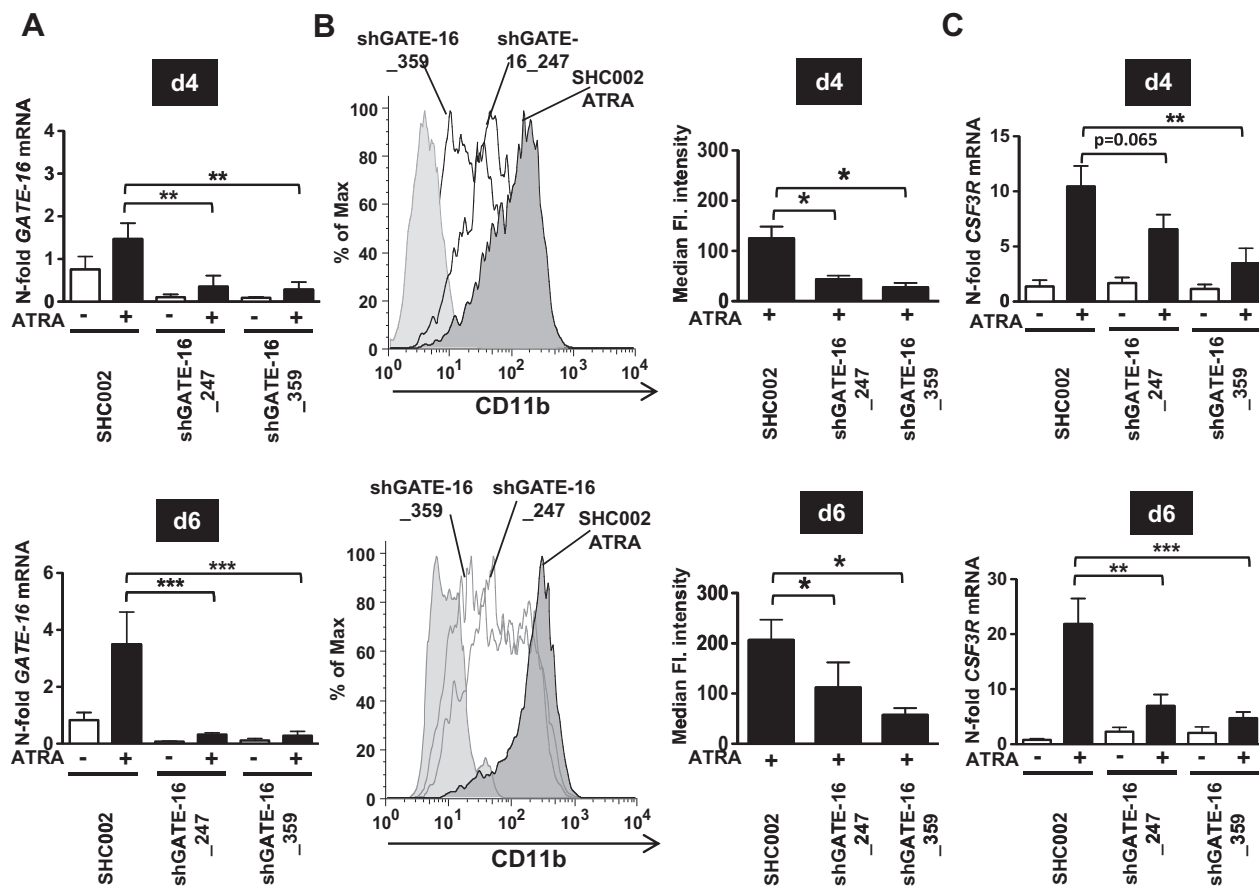 A
d4
N-fold GATE-16 mRNA
4
3
2
1
0
**
**
ATRA
- + - + - +
SHC002
shGATE-16
_247
shGATE-16
_359
B
shGATE-16
_359
shGATE-
16_247
SHC002
ATRA
% of Max
100
80
60
40
20
0
10^0 10^1 10^2 10^3 10^4
CD11b
d4
Median Fl. intensity
300
200
100
0
*
*
ATRA + + +
SHC002
shGATE-16
_247
shGATE-16
_359
C
d4
N-fold CSF3R mRNA
15
10
5
0
**
p=0.065
ATRA
- + - + - +
SHC002
shGATE-16
_247
shGATE-16
_359
d6
N-fold GATE-16 mRNA
6
4
2
0
***
***
ATRA - + - + - +
SHC002
shGATE-16
_247
shGATE-16
_359
shGATE-16
_359
shGATE-16
_247
SHC002
ATRA
% of Max
100
80
60
40
20
0
10^0 10^1 10^2 10^3 10^4
CD11b
d6
Median Fl. intensity
300
200
100
0
*
*
ATRA + + +
SHC002
shGATE-16
_247
shGATE-16
_359
d6
N-fold CSF3R mRNA
30
20
10
0
***
**
ATRA - + - + - +
SHC002
shGATE-16
_247
shGATE-16
_359